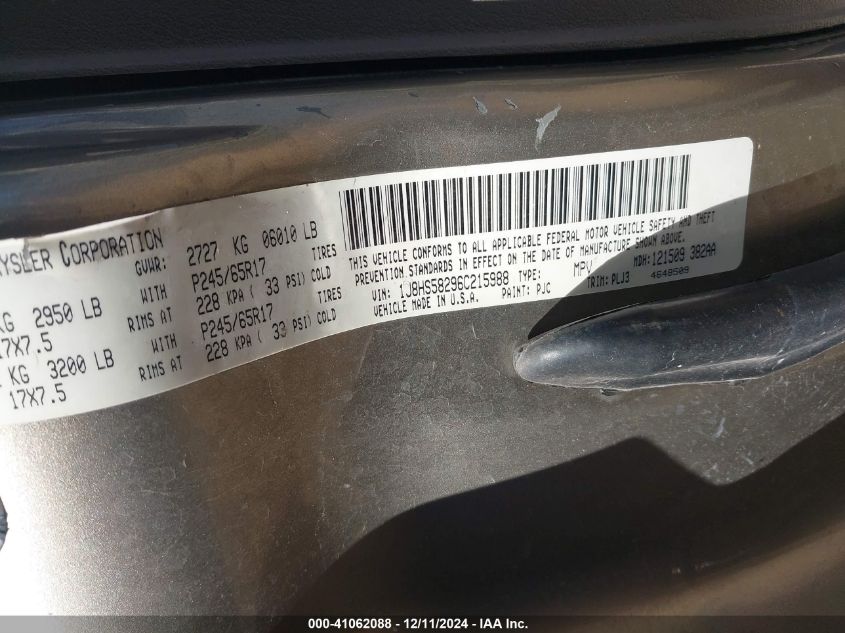 RYSLER CORPORATION
GVWR: 2727 KG 06010 LB
KG 2950 LB WITH P245/65R17 TIRES
17X7.5 RIMS AT 228 KPA ( 33 PSI) COLD
KG 3200 LB WITH P245/65R17 TIRES
17X7.5 RIMS AT 228 KPA ( 33 PSI) COLD
THIS VEHICLE CONFORMS TO ALL APPLICABLE FEDERAL MOTOR VEHICLE SAFETY AND THEFT
PREVENTION STANDARDS IN EFFECT ON THE DATE OF MANUFACTURE SHOWN ABOVE.
VIN: 1J8HS58296C215988 TYPE: MPV MDH: 121509 382AA
VEHICLE MADE IN U.S.A. PAINT: PJC TRIM: PLJ3 4648509
000-41062088 - 12/11/2024 - IAA Inc.